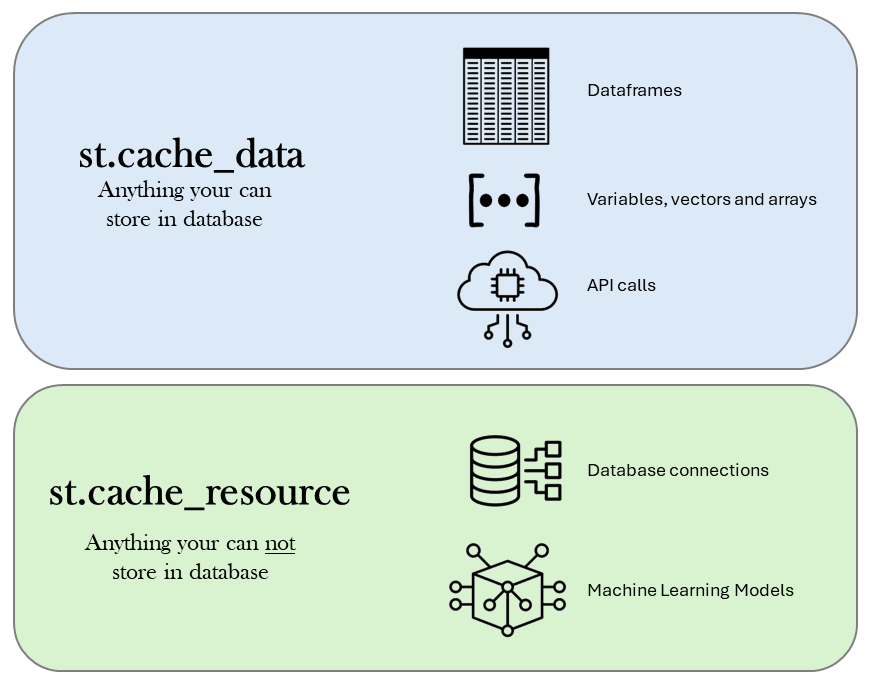 st.cache_data
Anything your can
store in database
Dataframes
Variables, vectors and arrays
API calls
st.cache_resource
Anything your can not
store in database
Database connections
Machine Learning Models